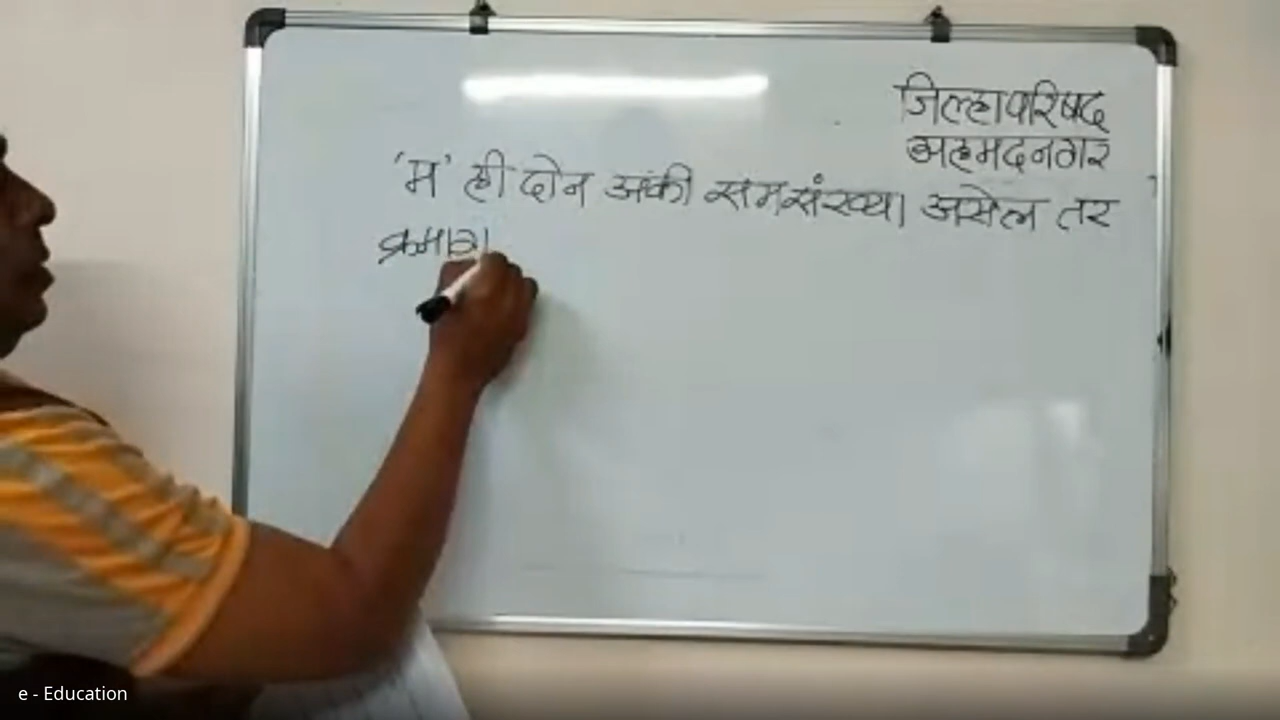 जिल्हा परिषद
अहमदनगर
'म' ही दोन अंकी समसंख्या असेल तर
क्रमाग
e - Education